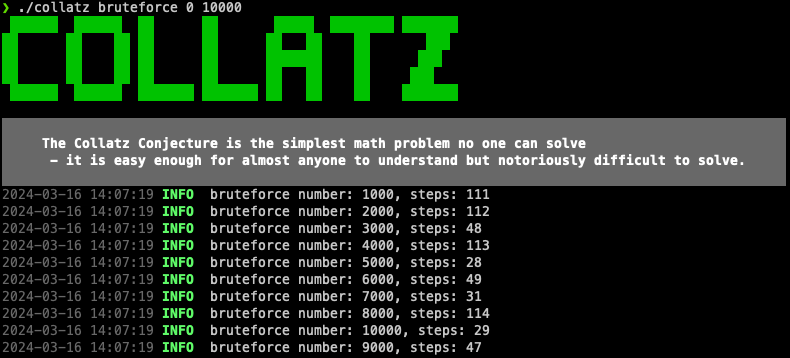 ❯ ./collatz bruteforce 0 10000
COLLATZ
The Collatz Conjecture is the simplest math problem no one can solve
– it is easy enough for almost anyone to understand but notoriously difficult to solve.
2024-03-16 14:07:19 INFO bruteforce number: 1000, steps: 111
2024-03-16 14:07:19 INFO bruteforce number: 2000, steps: 112
2024-03-16 14:07:19 INFO bruteforce number: 3000, steps: 48
2024-03-16 14:07:19 INFO bruteforce number: 4000, steps: 113
2024-03-16 14:07:19 INFO bruteforce number: 5000, steps: 28
2024-03-16 14:07:19 INFO bruteforce number: 6000, steps: 49
2024-03-16 14:07:19 INFO bruteforce number: 7000, steps: 31
2024-03-16 14:07:19 INFO bruteforce number: 8000, steps: 114
2024-03-16 14:07:19 INFO bruteforce number: 10000, steps: 29
2024-03-16 14:07:19 INFO bruteforce number: 9000, steps: 47